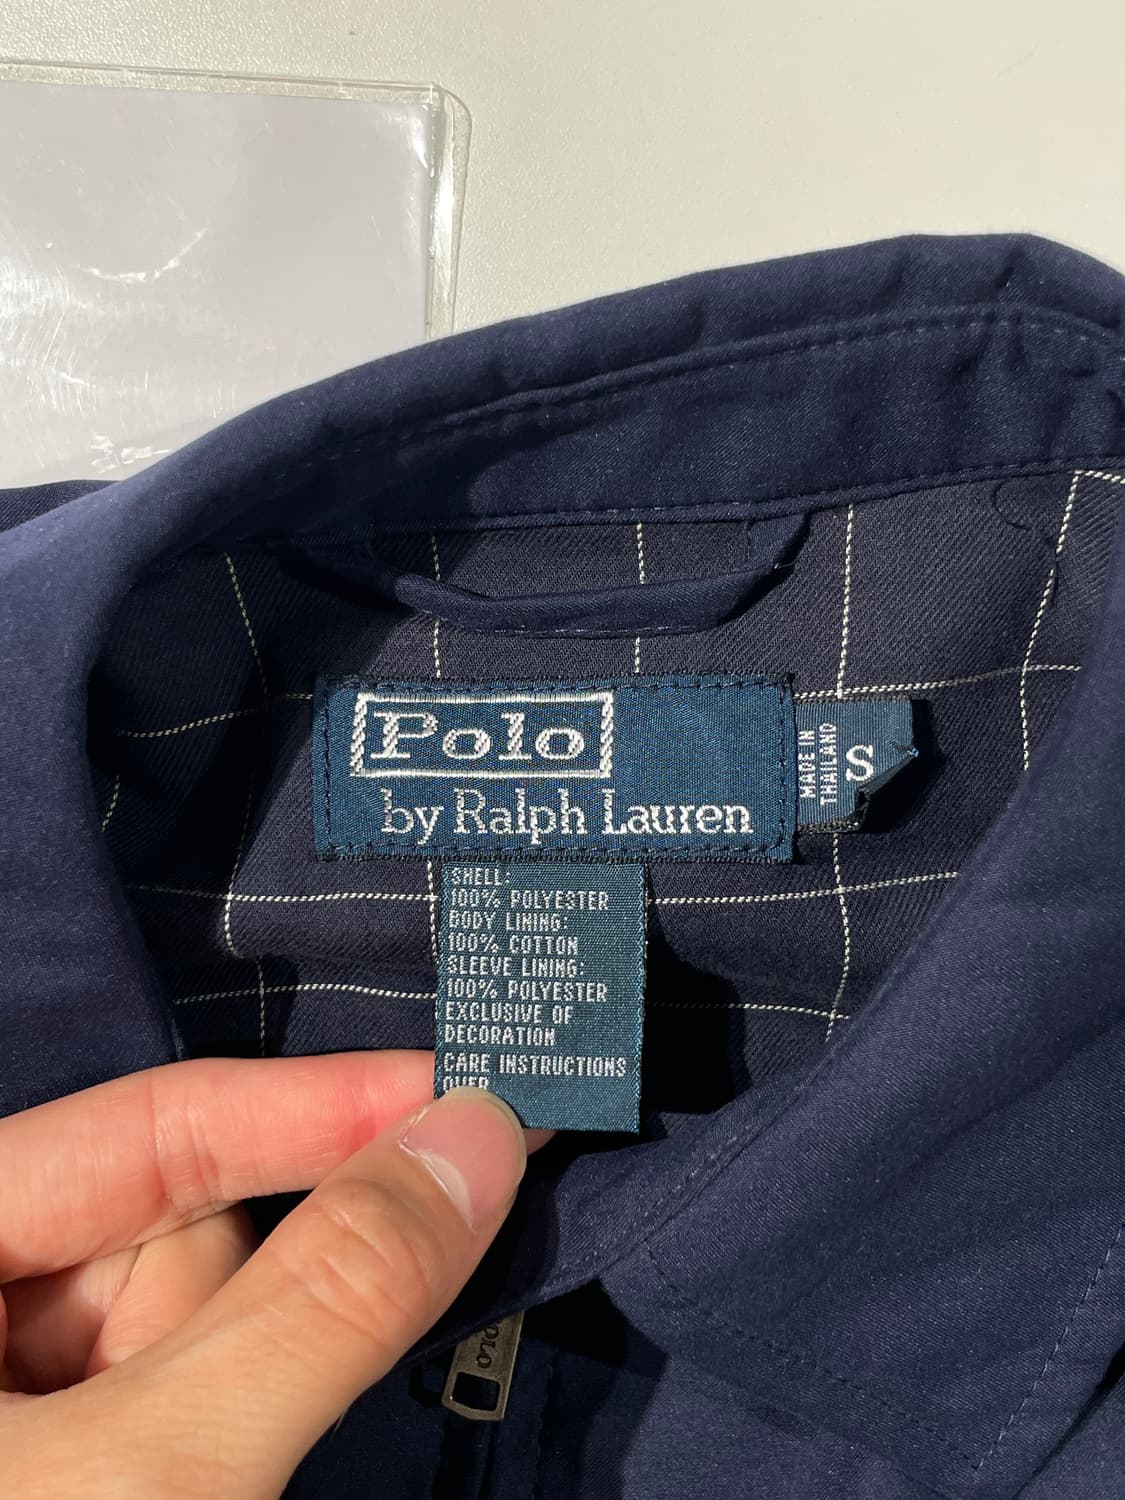 Polo
by Ralph Lauren
MADE IN
THAILAND
S
SHELL:
100% POLYESTER
BODY LINING:
100% COTTON
SLEEVE LINING:
100% POLYESTER
EXCLUSIVE OF
DECORATION
CARE INSTRUCTIONS
OVER
POLO